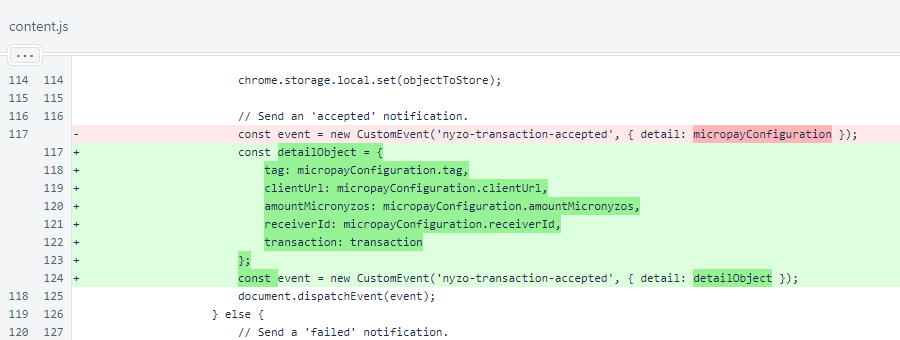 content.js
...
114 114 chrome.storage.local.set(objectToStore);
115 115
116 116 // Send an 'accepted' notification.
117 - const event = new CustomEvent('nyzo-transaction-accepted', { detail: micropayConfiguration });
117 + const detailObject = {
118 + tag: micropayConfiguration.tag,
119 + clientUrl: micropayConfiguration.clientUrl,
120 + amountMicronyzos: micropayConfiguration.amountMicronyzos,
121 + receiverId: micropayConfiguration.receiverId,
122 + transaction: transaction
123 + };
124 + const event = new CustomEvent('nyzo-transaction-accepted', { detail: detailObject });
118 125 document.dispatchEvent(event);
119 126 } else {
120 127 // Send a 'failed' notification.